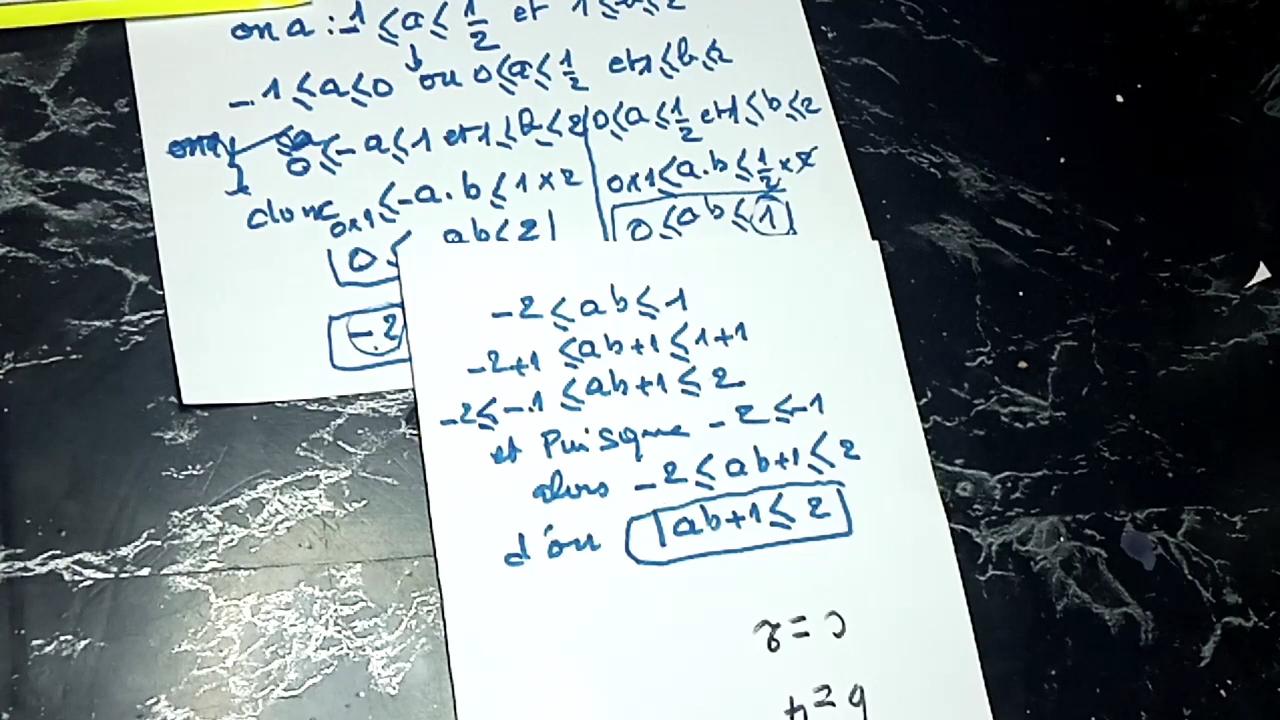 on a : -1 ≤ a ≤ 1/2 et 1 ≤ b ≤ 2
-1 ≤ a ≤ 0 ou 0 ≤ a ≤ 1/2 et 1 ≤ b ≤ 2
0 ≤ -a ≤ 1 et 1 ≤ b ≤ 2
donc 0×1 ≤ -a.b ≤ 1×2
0 ≤ ab < 2
-2
0 ≤ a ≤ 1/2 et 1 ≤ b ≤ 2
0×1 ≤ a.b ≤ 1/2 × 2
0 ≤ ab ≤ 1
-2 ≤ ab ≤ 1
-2+1 ≤ ab+1 ≤ 1+1
-2 ≤ -1 ≤ ab+1 ≤ 2
et Puisque -2 ≤ -1
alors -2 ≤ ab+1 ≤ 2
d'ou |ab+1 ≤ 2